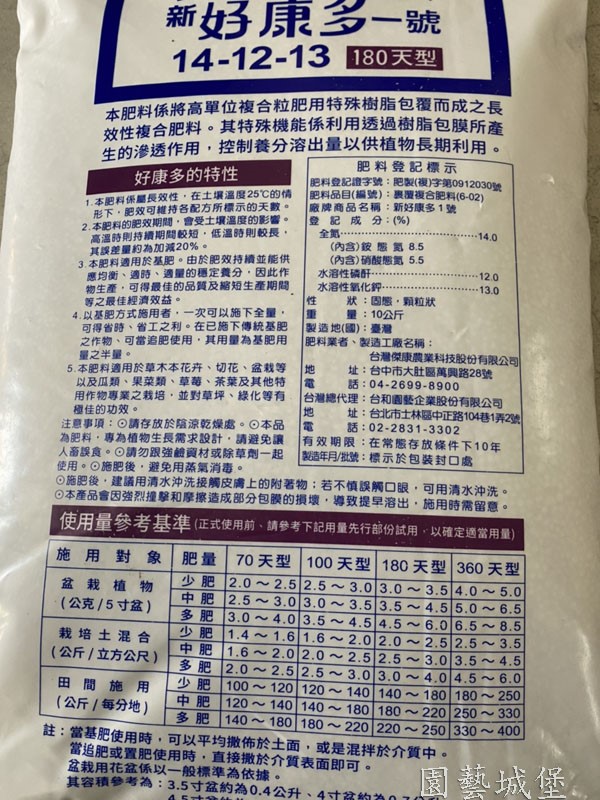 新好康多一號
14-12-13 180天型
本肥料係將高單位複合粒肥用特殊樹脂包覆而成之長
效性複合肥料。其特殊機能係利用透過樹脂包膜所產
生的滲透作用，控制養分溶出量以供植物長期利用。
好康多的特性
1.本肥料係屬長效性，在土壤溫度25℃的情
形下，肥效可維持各配方所標示的天數。
2.本肥料的肥效期間，會受土壤溫度的影響。
高溫時則持續期間較短，低溫時則較長，
其誤差量約為加減20%。
3.本肥料適用於基肥。由於肥效持續並能供
應均衡、適時、適量的穩定養分，因此作
物生產，可得最佳的品質及縮短生產期間
等之最佳經濟效益。
4.以基肥方式施用者，一次可以施下全量，
可得省時、省工之利。在已施下傳統基肥
之作物、可當追肥使用，其用量為基肥用
量之半量。
5.本肥料適用於草木本花卉、切花、盆栽等
以及瓜類、果菜類、草莓、茶葉及其他特
用作物專業之栽培，並對草坪、綠化等有
極佳的功效。
肥料登記標示
肥料登記證字號：肥製(複)字第0912030號
肥料品目(編號)：裹覆複合肥料(6-02)
廠牌商品名稱：新好康多1號
登記成分：(%)
全氮 14.0
(內含)銨態氮 8.5
(內含)硝酸態氮 5.5
水溶性磷酐 12.0
水溶性氧化鉀 13.0
性狀：固態，顆粒狀
重量：10公斤
製造地(國)：臺灣
肥料業者、製造工廠名稱：
台灣傑康農業科技股份有限公司
地址：台中市大肚區萬興路28號
電話：04-2699-8900
台灣總代理：台和園藝企業股份有限公司
地址：台北市士林區中正路104巷1弄2號
電話：02-2831-3302
有效期限：在常態存放條件下10年
製造年月/批號：標示於包裝封口處
注意事項：⊙請存放於陰涼乾燥處。⊙本品
為肥料，專為植物生長需求設計，請避免讓
人畜誤食。⊙請勿跟強鹼資材或除草劑一起
使用。⊙施肥後，避免用蒸氣消毒。
⊙施肥後，建議用清水沖洗接觸皮膚上的附著物；若不慎誤觸口眼，可用清水沖洗。
⊙本產品會因強烈撞擊和摩擦造成部分包膜的損壞，導致提早溶出，施用時需留意。
使用量參考基準(正式使用前、請參考下記用量先行部份試用，以確定適當用量)
施用對象 肥量 70天型 100天型 180天型 360天型
盆栽植物(公克/5寸盆) 少肥 2.0～2.5 2.5～3.0 3.0～3.5 4.0～5.0
中肥 2.5～3.0 3.0～3.5 3.5～4.5 5.0～6.5
多肥 3.0～4.0 3.5～4.5 4.5～6.0 6.5～8.5
栽培土混合(公斤/立方公尺) 少肥 1.4～1.6 1.6～2.0 2.0～2.5 2.5～3.5
中肥 1.6～2.0 2.0～2.5 2.5～3.0 3.5～4.5
多肥 2.0～2.5 2.5～3.0 3.0～4.0 4.5～6.0
田間施用(公斤/每分地) 少肥 100～120 120～140 140～180 180～250
中肥 120～140 140～180 180～220 250～330
多肥 140～180 180～220 220～250 330～400
註：當基肥使用時，可以平均撒佈於土面，或是混拌於介質中。
當追肥或置肥使用時，直接撒於介質表面即可。
盆栽用花盆係以一般標準為依據。
其容積參考為：3.5寸盆約為0.4公升、4寸盆約為0.7公升
園藝城堡